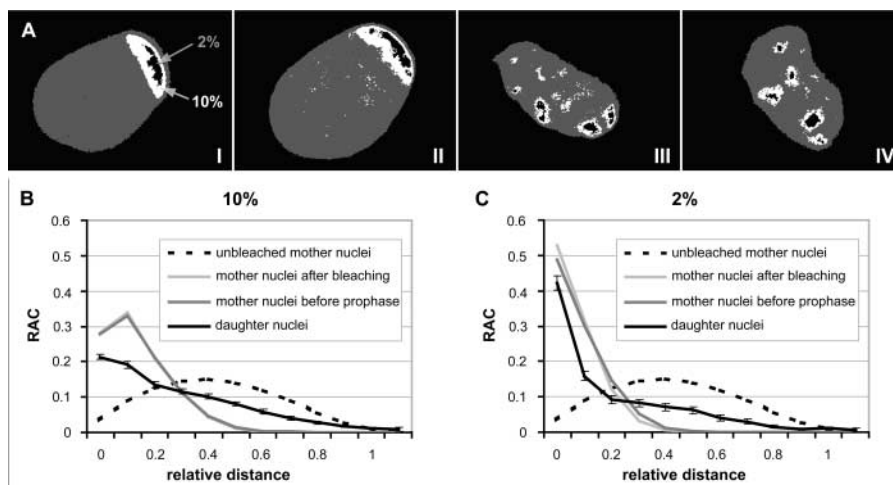 A
2%
10%
I
II
III
IV
B
10%
0.6
0.5
0.4
0.3
0.2
0.1
0
RAC
unbleached mother nuclei
mother nuclei after bleaching
mother nuclei before prophase
daughter nuclei
0 0.2 0.4 0.6 0.8 1
relative distance
C
2%
0.6
0.5
0.4
0.3
0.2
0.1
0
RAC
unbleached mother nuclei
mother nuclei after bleaching
mother nuclei before prophase
daughter nuclei
0 0.2 0.4 0.6 0.8 1
relative distance